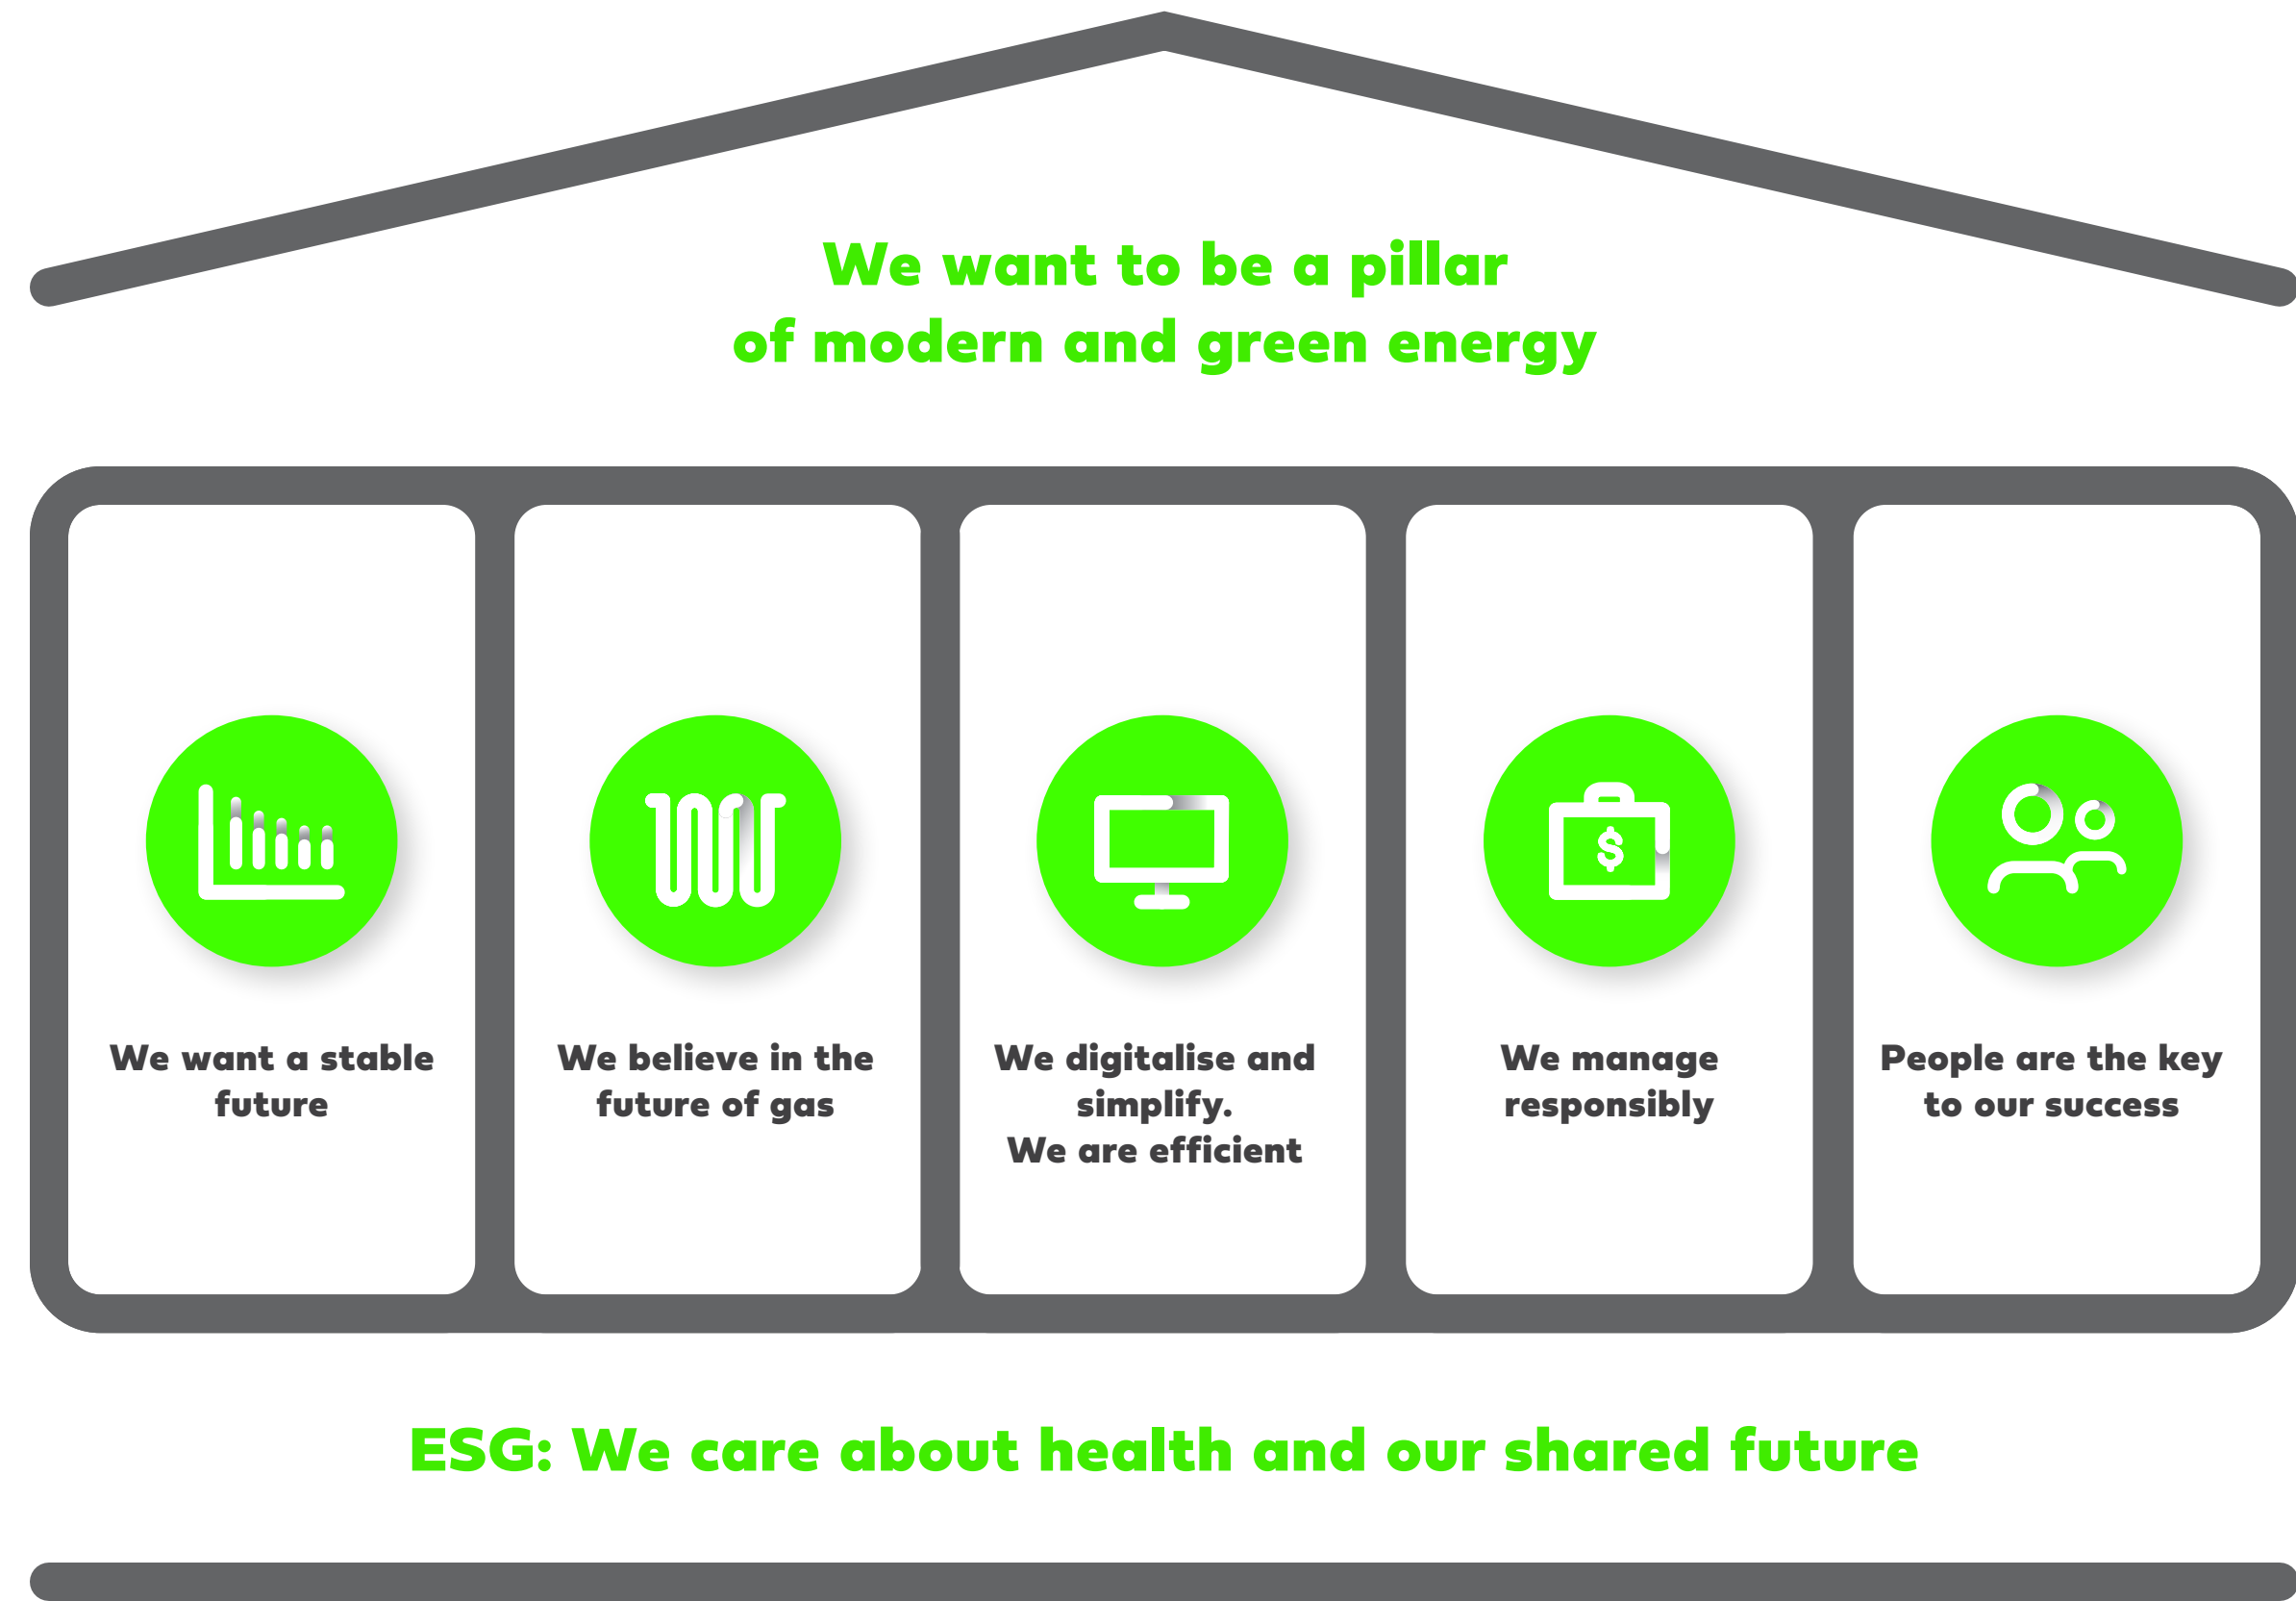 We want to be a pillar
of modern and green energy
We want a stable
future
We believe in the
future of gas
We digitalise and
simplify.
We are efficient
$
We manage
responsibly
People are the key
to our success
ESG: We care about health and our shared future